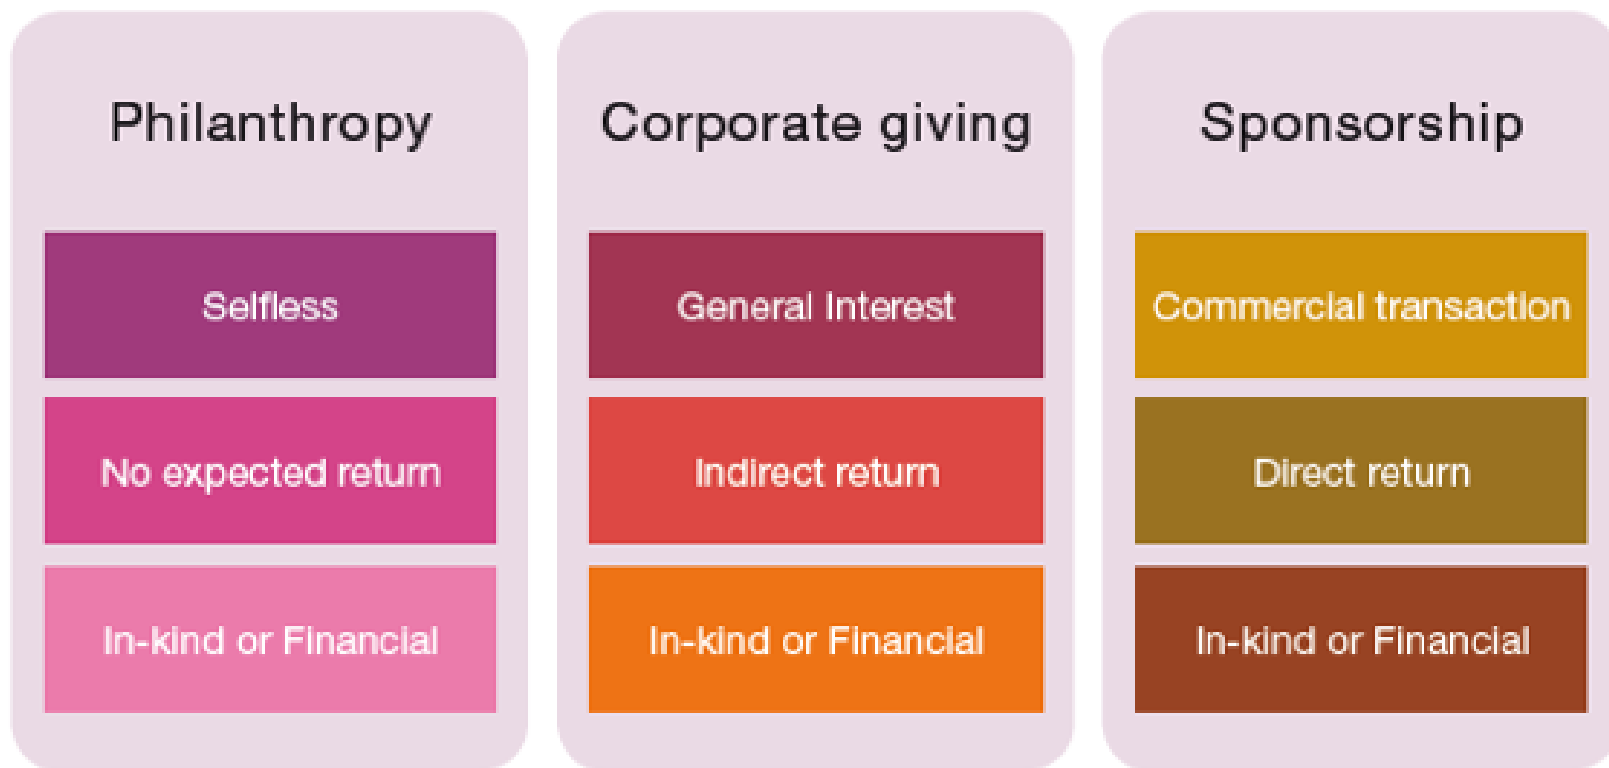 Philanthropy
Selfless
No expected return
In-kind or Financial
Corporate giving
General Interest
Indirect return
In-kind or Financial
Sponsorship
Commercial transaction
Direct return
In-kind or Financial